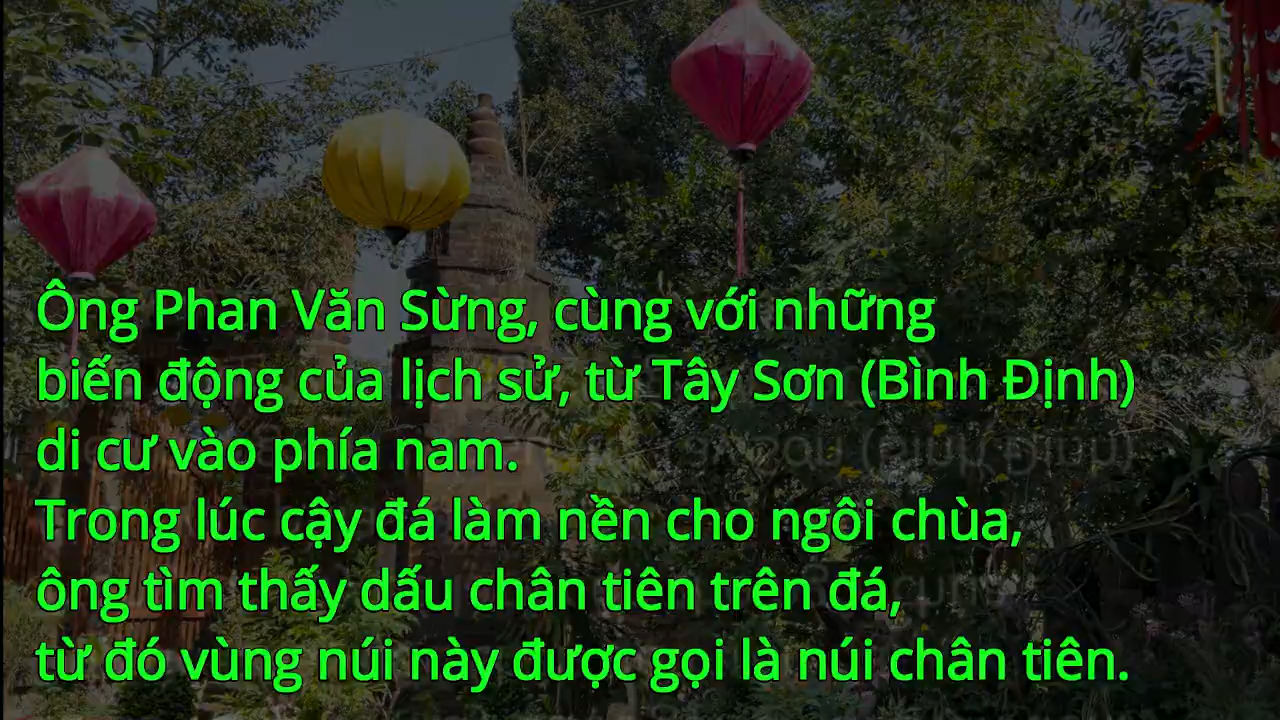 Ông Phan Văn Sừng, cùng với những
biến động của lịch sử, từ Tây Sơn (Bình Định)
di cư vào phía nam.
Trong lúc cậy đá làm nền cho ngôi chùa,
ông tìm thấy dấu chân tiên trên đá,
từ đó vùng núi này được gọi là núi chân tiên.